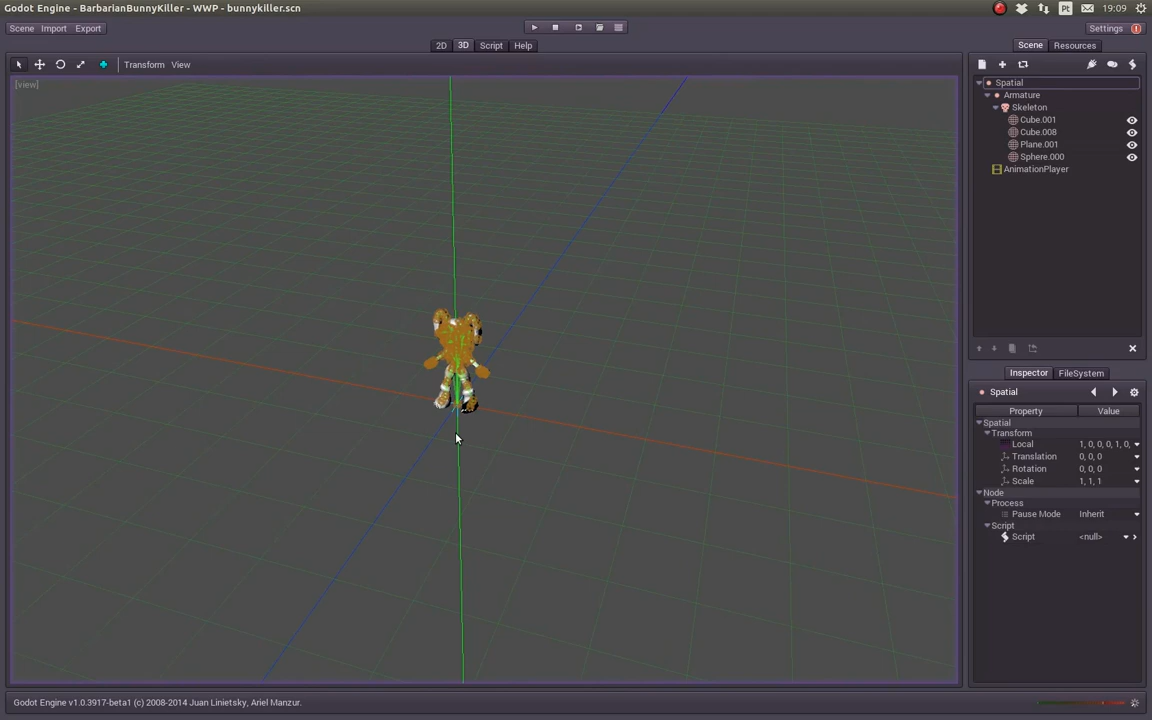 Godot Engine - BarbarianBunnyKiller - WWP - bunnykiller.scn
Pt
19:09
Scene Import Export
Settings
2D 3D Script Help
Scene Resources
Transform View
[view]
Spatial
Armature
Skeleton
Cube.001
Cube.008
Plane.001
Sphere.000
AnimationPlayer
Inspector FileSystem
Spatial
Property Value
Spatial
Transform
Local 1, 0, 0, 0, 1, 0,
Translation 0, 0, 0
Rotation 0, 0, 0
Scale 1, 1, 1
Node
Process
Pause Mode Inherit
Script
Script <null>
Godot Engine v1.0.3917-beta1 (c) 2008-2014 Juan Linietsky, Ariel Manzur.